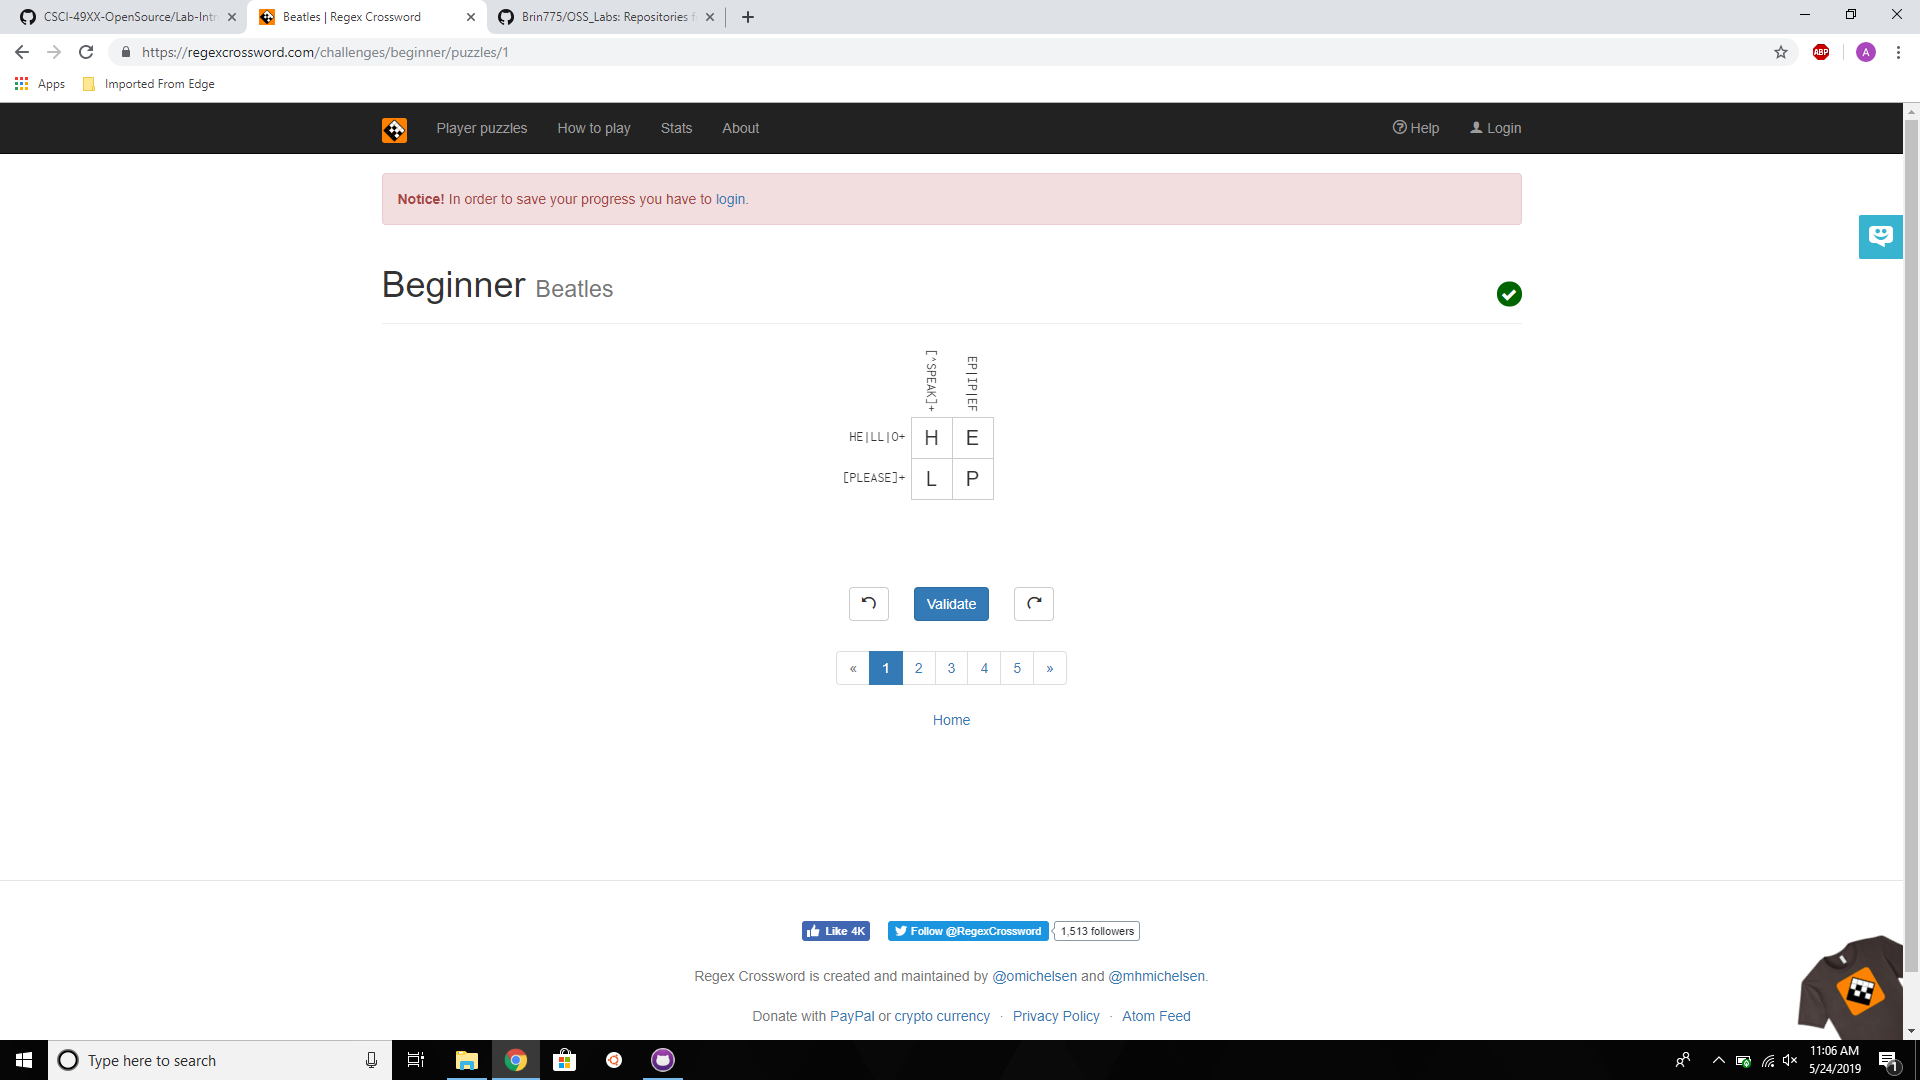 CSCI-49XX-OpenSource/Lab-Intr
Beatles | Regex Crossword
Brin775/OSS_Labs: Repositories f
https://regexcrossword.com/challenges/beginner/puzzles/1
ABP
A
Apps
Imported From Edge
Player puzzles
How to play
Stats
About
Help
Login
Notice! In order to save your progress you have to login.
Beginner Beatles
[^SPEAK]+
EP|IP|EF
HE|LL|O+
H E
[PLEASE]+
L P
Validate
« 1 2 3 4 5 »
Home
Like 4K
Follow @RegexCrossword
1,513 followers
Regex Crossword is created and maintained by @omichelsen and @mhmichelsen.
Donate with PayPal or crypto currency · Privacy Policy · Atom Feed
Type here to search
11:06 AM
5/24/2019
1